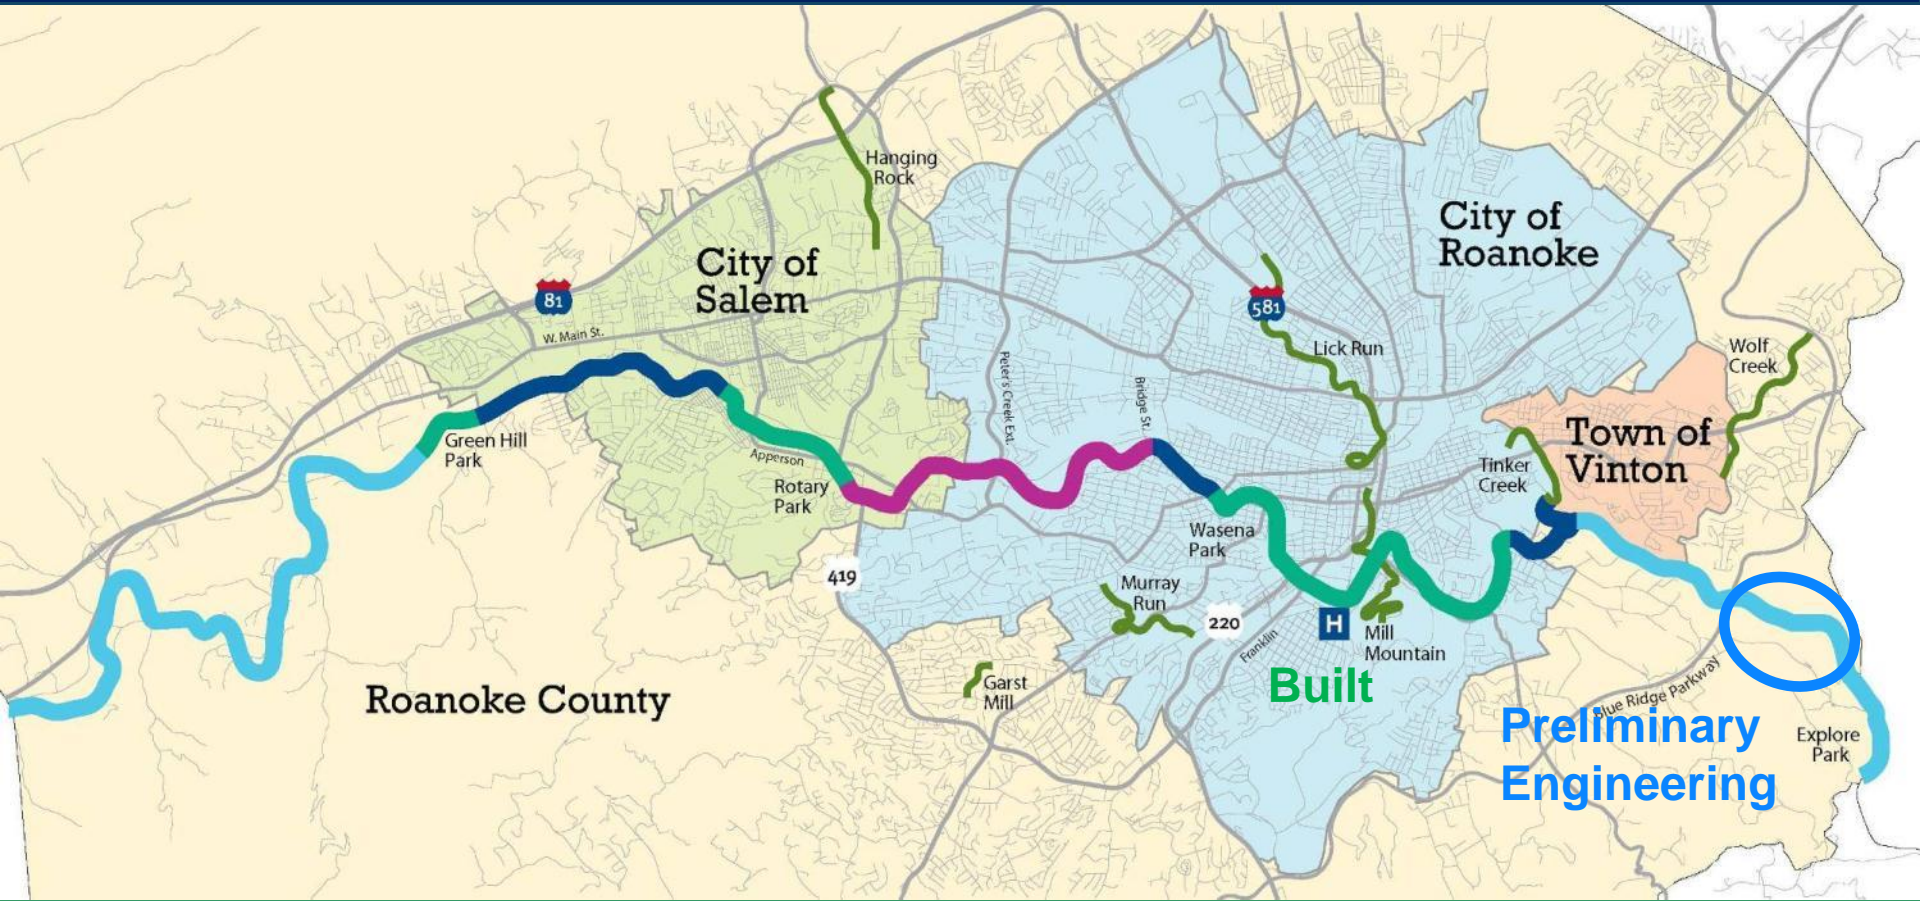 Hanging
Rock
City of
Salem
City of
Roanoke
81
581
W. Main St.
Lick Run
Peter's Creek Ext.
Bridge St.
Wolf
Creek
Green Hill
Park
Apperson
Rotary
Park
Town of
Vinton
Tinker
Creek
Wasena
Park
419
Murray
Run
220
H
Franklin
Mill
Mountain
Garst
Mill
Roanoke County
Built
Blue Ridge Parkway
Preliminary
Engineering
Explore
Park